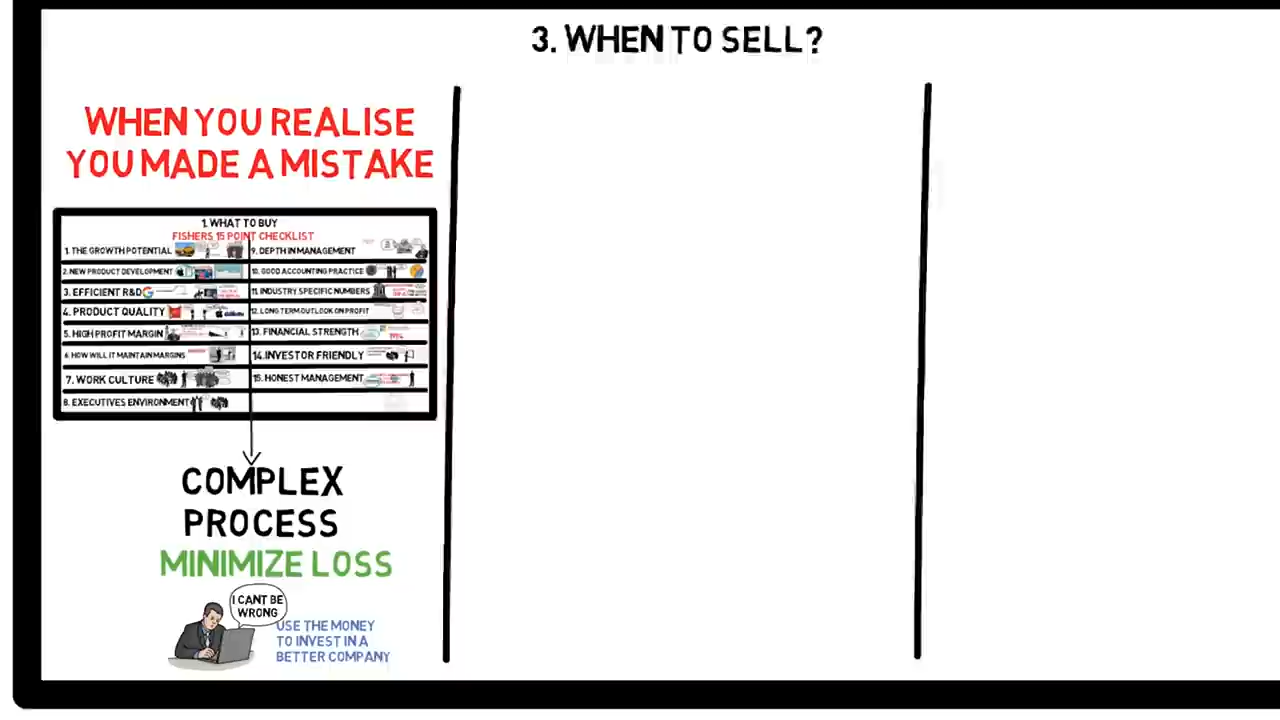 3. WHEN TO SELL?
WHEN YOU REALISE
YOU MADE A MISTAKE
1. WHAT TO BUY
FISHERS 15 POINT CHECKLIST
1. THE GROWTH POTENTIAL
2. NEW PRODUCT DEVELOPMENT
3. EFFICIENT R&D
4. PRODUCT QUALITY
5. HIGH PROFIT MARGIN
6. HOW WILL IT MAINTAIN MARGINS
7. WORK CULTURE
8. EXECUTIVES ENVIRONMENT
9. DEPTH IN MANAGEMENT
10. GOOD ACCOUNTING PRACTICE
11. INDUSTRY SPECIFIC NUMBERS
12. LONG TERM OUTLOOK ON PROFIT
13. FINANCIAL STRENGTH
14. INVESTOR FRIENDLY
15. HONEST MANAGEMENT
COMPLEX
PROCESS
MINIMIZE LOSS
I CANT BE
WRONG
USE THE MONEY
TO INVEST IN A
BETTER COMPANY